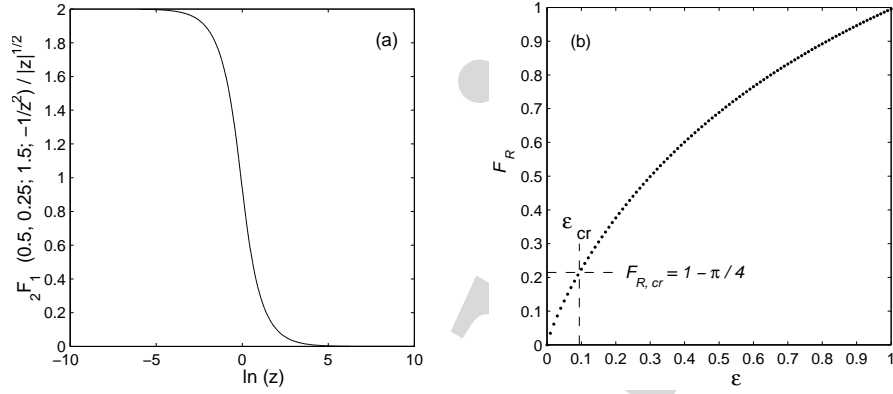 (a)
₂F₁ (0.5, 0.25; 1.5; −1/z²) / |z|^1/2
2
1.8
1.6
1.4
1.2
1
0.8
0.6
0.4
0.2
0
−10 −5 0 5 10
ln (z)
(b)
F_R
1
0.9
0.8
0.7
0.6
0.5
0.4
0.3
0.2
0.1
0
ε_cr
F_R, cr = 1 − π / 4
0 0.1 0.2 0.3 0.4 0.5 0.6 0.7 0.8 0.9 1
ε